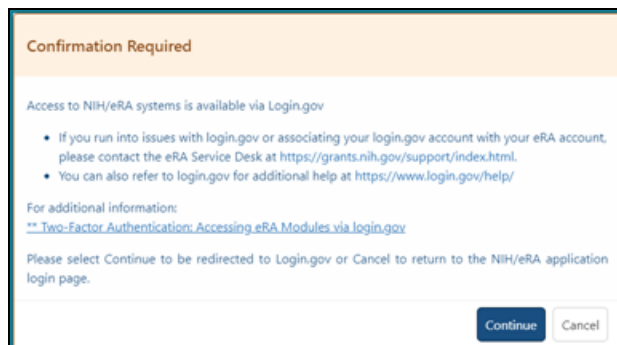 Confirmation Required
Access to NIH/eRA systems is available via Login.gov
• If you run into issues with login.gov or associating your login.gov account with your eRA account,
please contact the eRA Service Desk at https://grants.nih.gov/support/index.html.
• You can also refer to login.gov for additional help at https://www.login.gov/help/
For additional information:
** Two-Factor Authentication: Accessing eRA Modules via login.gov
Please select Continue to be redirected to Login.gov or Cancel to return to the NIH/eRA application
login page.
Continue Cancel